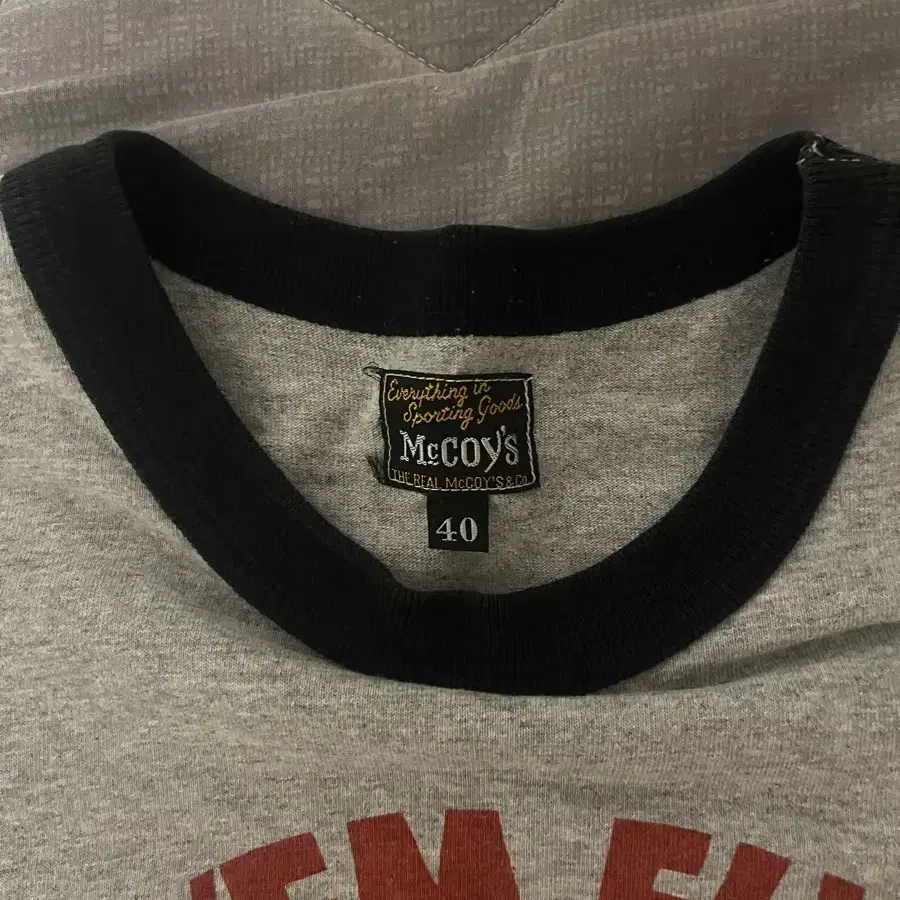 Everything in
Sporting Goods
McCOY'S
THE REAL McCOY'S & Co
40